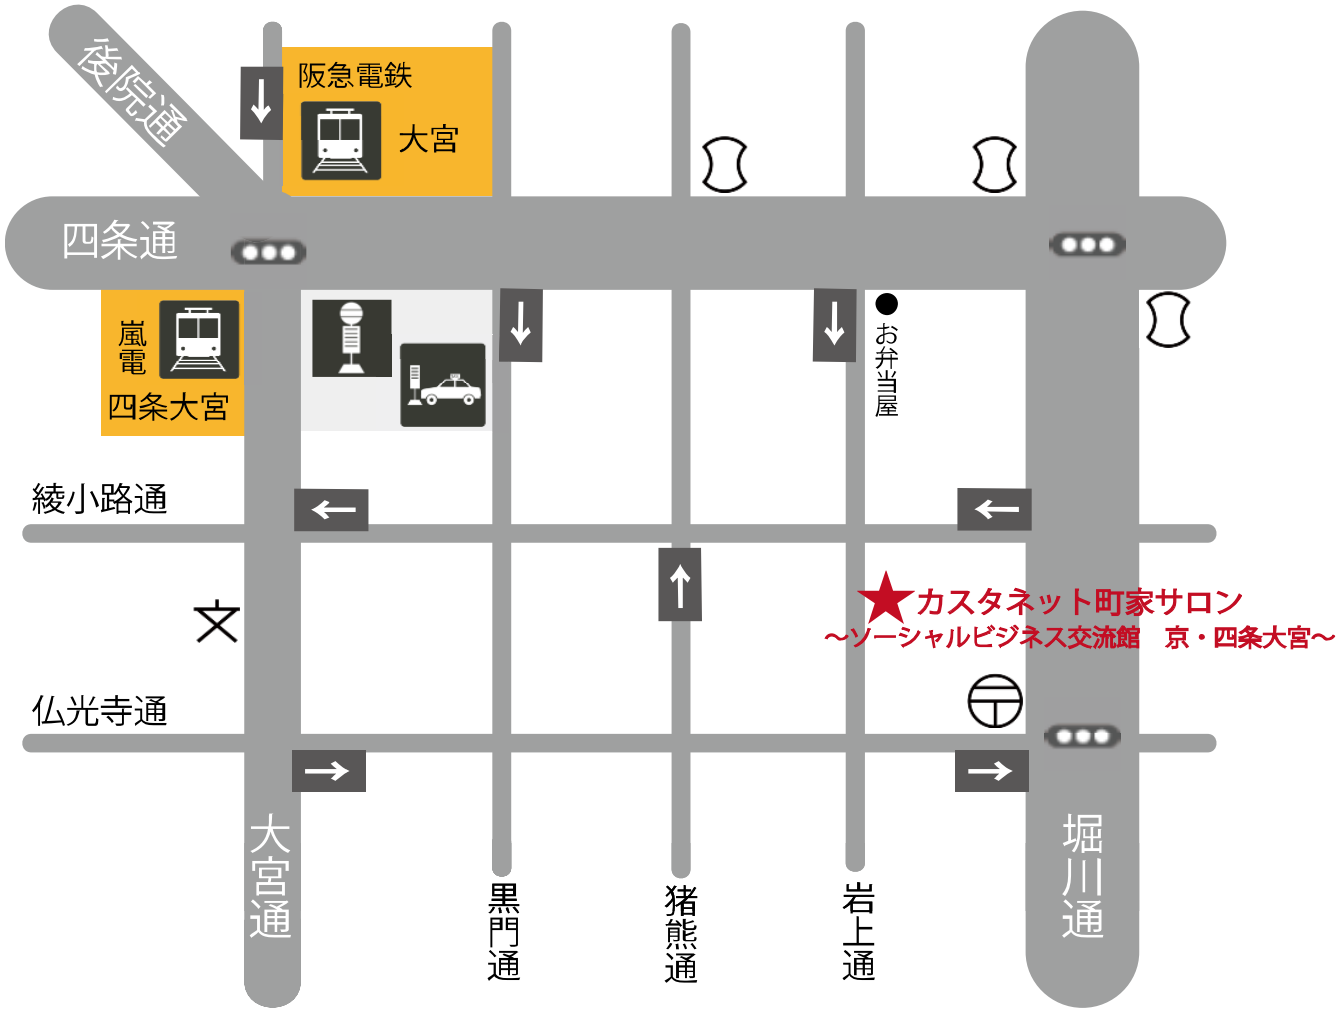 後院通
阪急電鉄
大宮
四条通
嵐電
四条大宮
お弁当屋
綾小路通
カスタネット町家サロン
～ソーシャルビジネス交流館　京・四条大宮～
仏光寺通
大宮通
黒門通
猪熊通
岩上通
堀川通